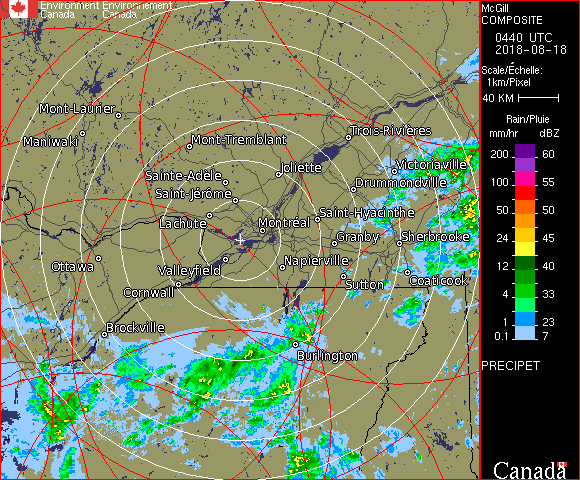 Environment Environnement
Canada Canada
McGill
COMPOSITE
0440 UTC
2018-08-18
Scale/Échelle:
1km/Pixel
40 KM
Rain/Pluie
mm/hr dBZ
200 60
100 55
50 50
24 45
12 40
4 33
1 23
0.1 7
PRECIPET
Canada
Mont-Laurier
Maniwaki
Mont-Tremblant
Trois-Rivières
Joliette
Victoriaville
Sainte-Adèle
Drummondville
Saint-Jérôme
Lachute
Saint-Hyacinthe
Montréal
Granby
Sherbrooke
Ottawa
Valleyfield
Napierville
Sutton
Coaticook
Cornwall
Brockville
Burlington